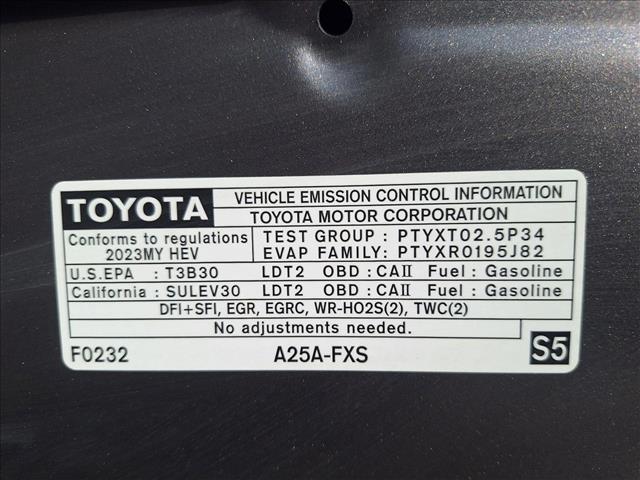 TOYOTA
VEHICLE EMISSION CONTROL INFORMATION
TOYOTA MOTOR CORPORATION
Conforms to regulations
2023MY HEV
TEST GROUP : PTYXT02.5P34
EVAP FAMILY: PTYXR0195J82
U.S.EPA : T3B30 LDT2 OBD : CAII Fuel : Gasoline
California : SULEV30 LDT2 OBD : CAII Fuel : Gasoline
DFI+SFI, EGR, EGRC, WR-HO2S(2), TWC(2)
No adjustments needed.
F0232 A25A-FXS S5